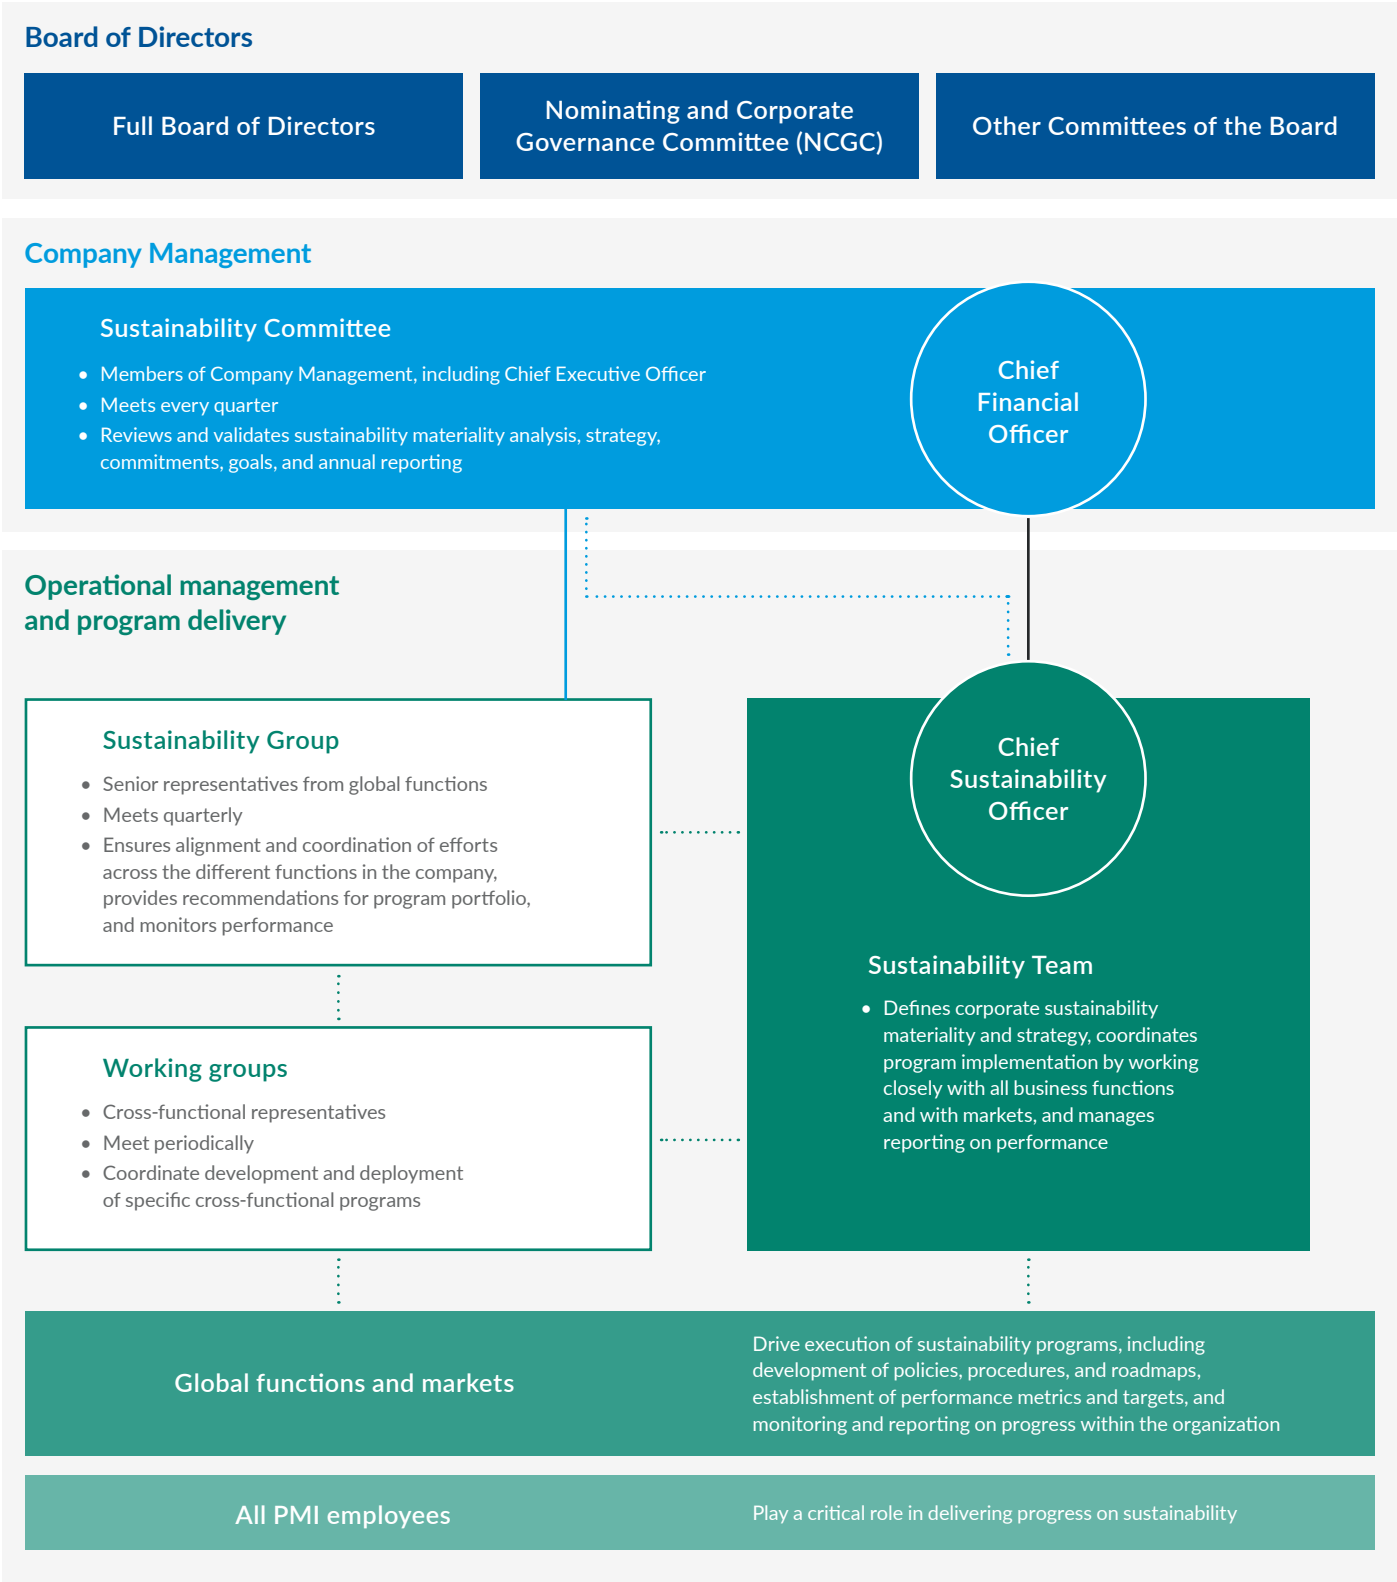 Board of Directors
Full Board of Directors
Nominating and Corporate
Governance Committee (NCGC)
Other Committees of the Board
Company Management
Sustainability Committee
• Members of Company Management, including Chief Executive Officer
• Meets every quarter
• Reviews and validates sustainability materiality analysis, strategy,
commitments, goals, and annual reporting
Chief
Financial
Officer
Operational management
and program delivery
Sustainability Group
• Senior representatives from global functions
• Meets quarterly
• Ensures alignment and coordination of efforts
across the different functions in the company,
provides recommendations for program portfolio,
and monitors performance
Chief
Sustainability
Officer
Sustainability Team
• Defines corporate sustainability
materiality and strategy, coordinates
program implementation by working
closely with all business functions
and with markets, and manages
reporting on performance
Working groups
• Cross-functional representatives
• Meet periodically
• Coordinate development and deployment
of specific cross-functional programs
Global functions and markets
Drive execution of sustainability programs, including
development of policies, procedures, and roadmaps,
establishment of performance metrics and targets, and
monitoring and reporting on progress within the organization
All PMI employees
Play a critical role in delivering progress on sustainability